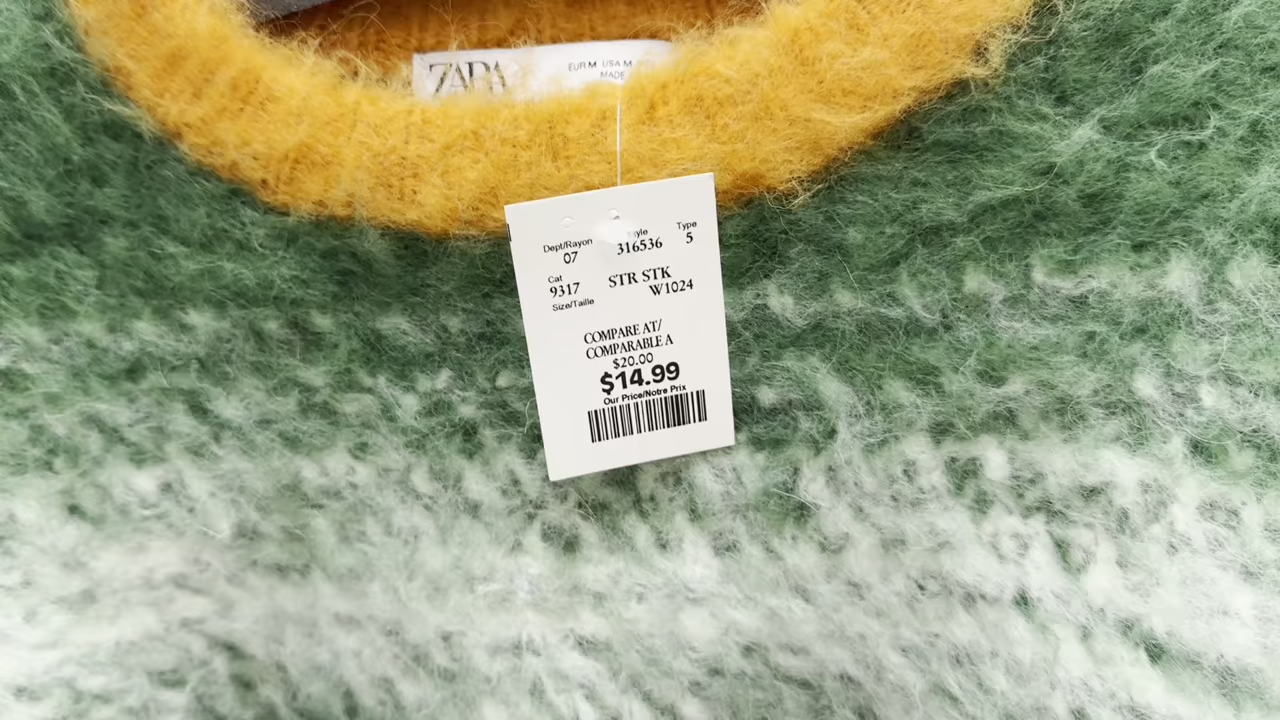 ZARA
EUR M USA M
MADE
Dept/Rayon
07
316536
Type
5
Cat
9317
STR STK
W1024
Size/Taille
COMPARE AT/
COMPARABLE A
$20.00
$14.99
Our Price/Notre Prix